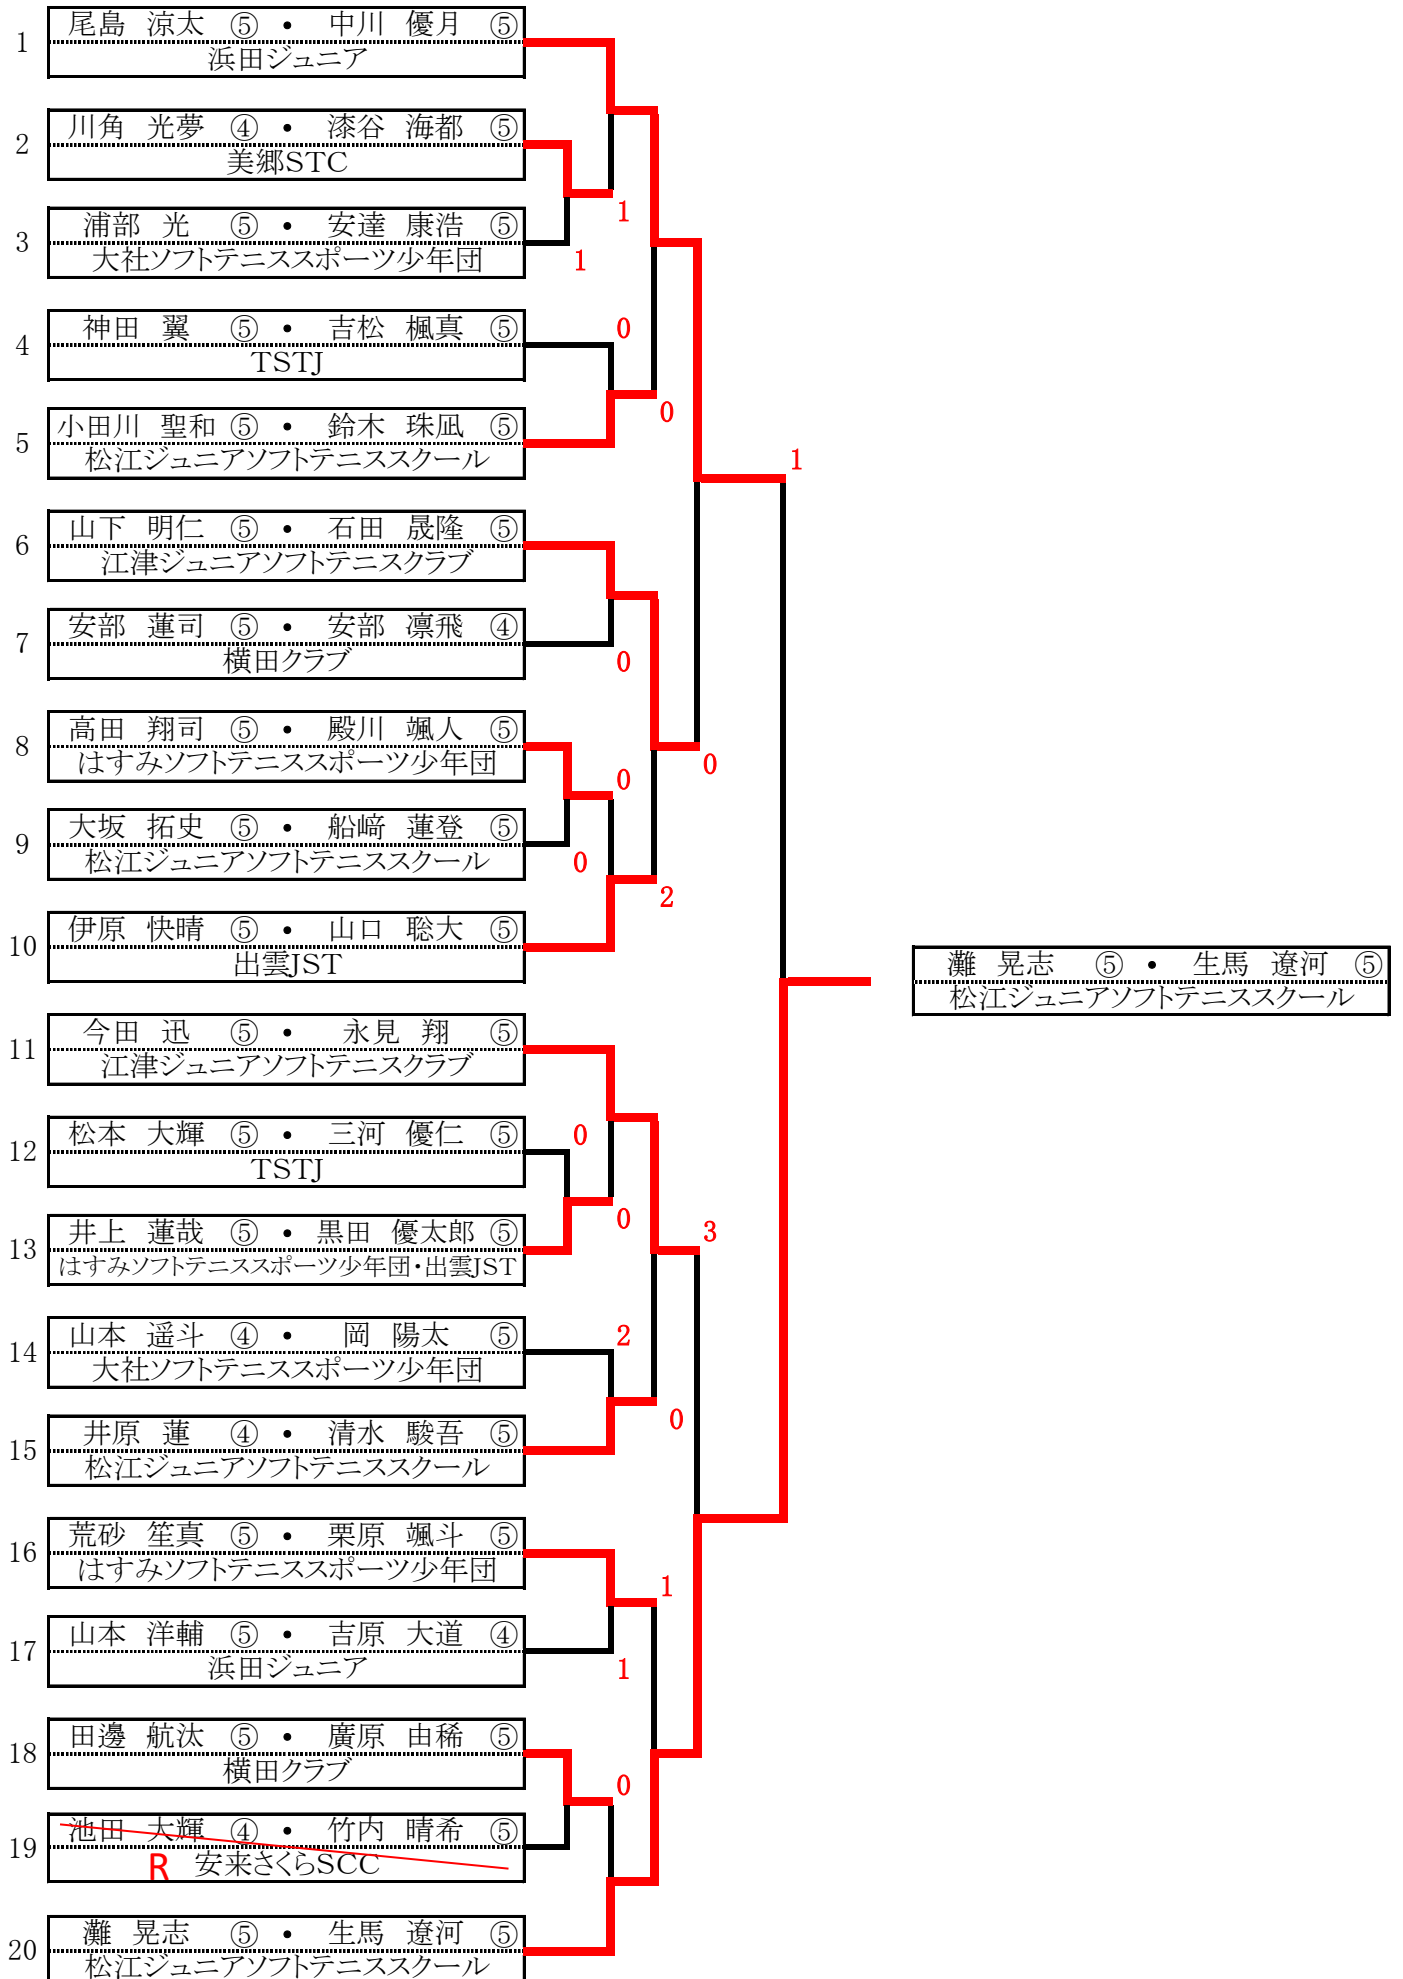 1
尾島 涼太 ⑤ ・ 中川 優月 ⑤
浜田ジュニア
2
川角 光夢 ④ ・ 漆谷 海都 ⑤
美郷STC
1
3
浦部 光 ⑤ ・ 安達 康浩 ⑤
大社ソフトテニススポーツ少年団
1
4
神田 翼 ⑤ ・ 吉松 楓真 ⑤
TSTJ
0
0
5
小田川 聖和 ⑤ ・ 鈴木 珠凪 ⑤
松江ジュニアソフトテニススクール
1
6
山下 明仁 ⑤ ・ 石田 晟隆 ⑤
江津ジュニアソフトテニスクラブ
7
安部 蓮司 ⑤ ・ 安部 凛飛 ④
横田クラブ
0
8
高田 翔司 ⑤ ・ 殿川 颯人 ⑤
はすみソフトテニススポーツ少年団
0
0
9
大坂 拓史 ⑤ ・ 船﨑 蓮登 ⑤
松江ジュニアソフトテニススクール
0
2
10
伊原 快晴 ⑤ ・ 山口 聡大 ⑤
出雲JST
灘 晃志 ⑤ ・ 生馬 遼河 ⑤
松江ジュニアソフトテニススクール
11
今田 迅 ⑤ ・ 永見 翔 ⑤
江津ジュニアソフトテニスクラブ
12
松本 大輝 ⑤ ・ 三河 優仁 ⑤
TSTJ
0
13
井上 蓮哉 ⑤ ・ 黒田 優太郎 ⑤
はすみソフトテニススポーツ少年団・出雲JST
0
3
14
山本 遥斗 ④ ・ 岡 陽太 ⑤
大社ソフトテニススポーツ少年団
2
0
15
井原 蓮 ④ ・ 清水 駿吾 ⑤
松江ジュニアソフトテニススクール
16
荒砂 笙真 ⑤ ・ 栗原 颯斗 ⑤
はすみソフトテニススポーツ少年団
1
17
山本 洋輔 ⑤ ・ 吉原 大道 ④
浜田ジュニア
1
18
田邊 航汰 ⑤ ・ 廣原 由稀 ⑤
横田クラブ
0
19
池田 大輝 ④ ・ 竹内 晴希 ⑤
R 安来さくらSCC
20
灘 晃志 ⑤ ・ 生馬 遼河 ⑤
松江ジュニアソフトテニススクール